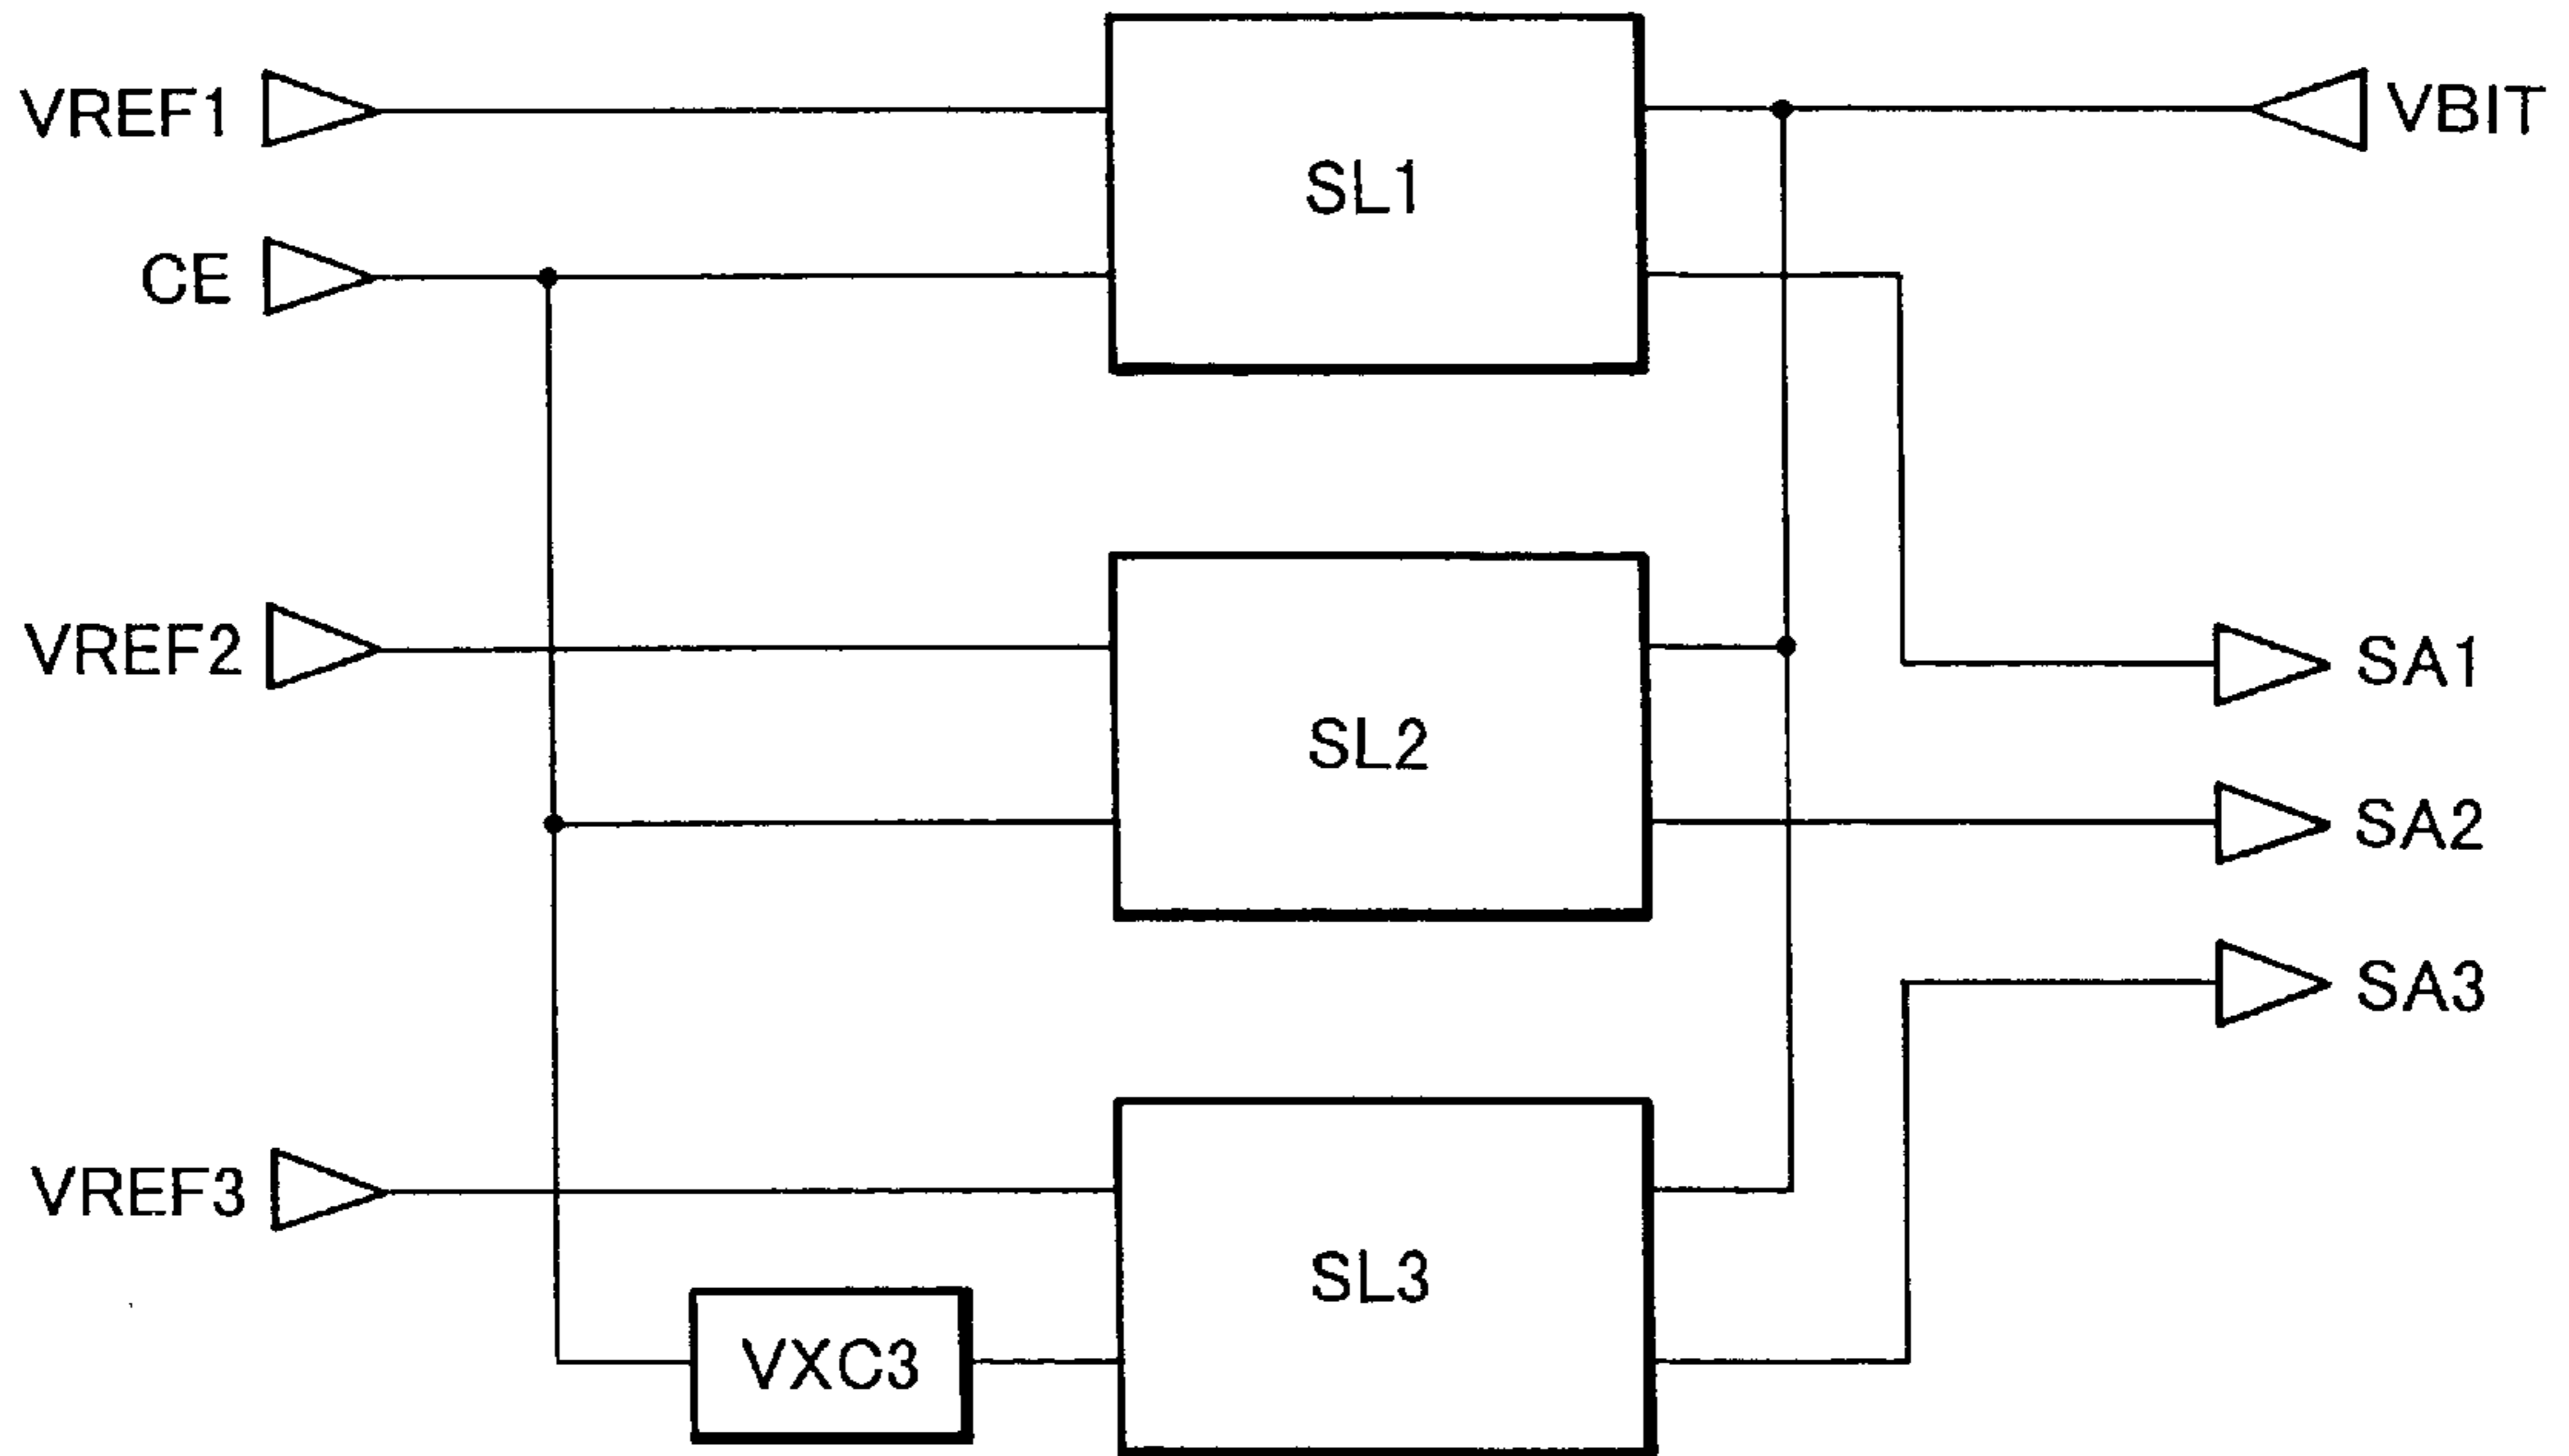 VREF1
SL1
VBIT
CE
VREF2
SL2
SA1
SA2
SA3
VREF3
SL3
VXC3